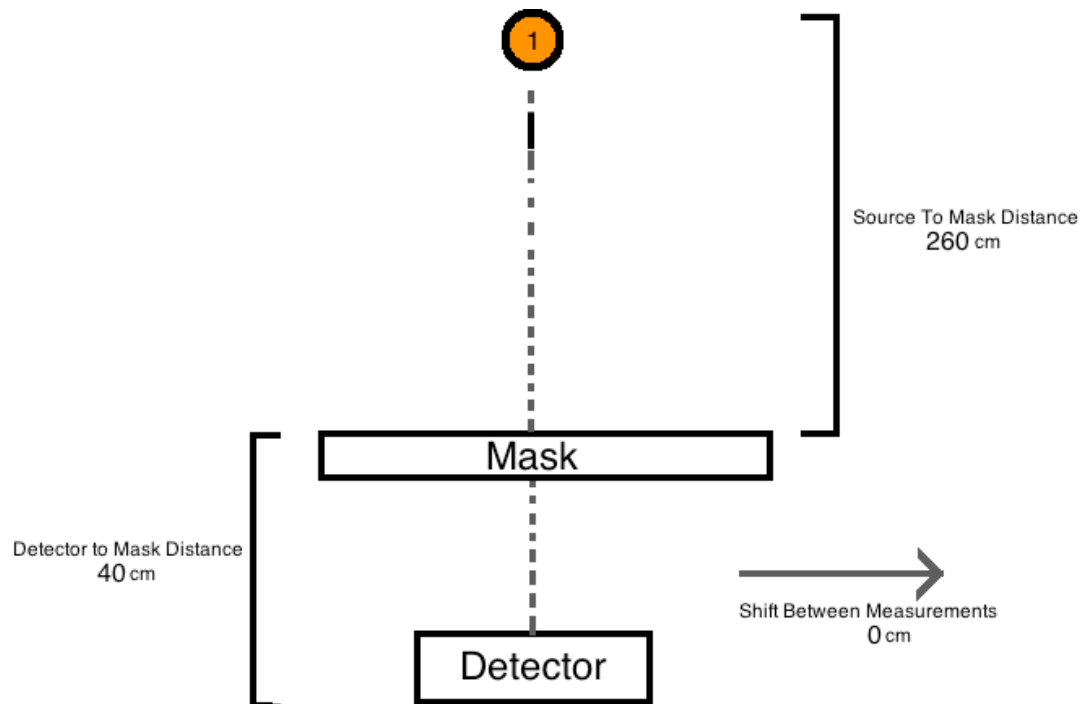 1
Source To Mask Distance
260 cm
Mask
Detector to Mask Distance
40 cm
Shift Between Measurements
0 cm
Detector